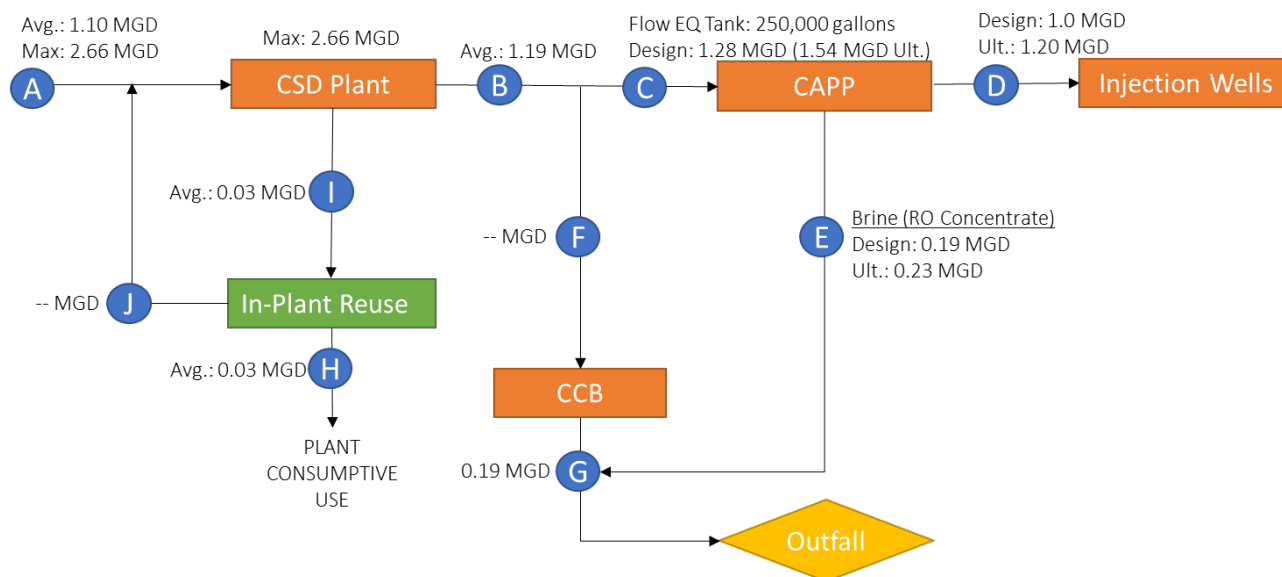 Avg.: 1.10 MGD
Max: 2.66 MGD
A
Max: 2.66 MGD
CSD Plant
Avg.: 1.19 MGD
B
Flow EQ Tank: 250,000 gallons
Design: 1.28 MGD (1.54 MGD Ult.)
C
CAPP
Design: 1.0 MGD
Ult.: 1.20 MGD
D
Injection Wells
Avg.: 0.03 MGD
I
-- MGD
F
E
Brine (RO Concentrate)
Design: 0.19 MGD
Ult.: 0.23 MGD
-- MGD
J
In-Plant Reuse
Avg.: 0.03 MGD
H
PLANT
CONSUMPTIVE
USE
CCB
0.19 MGD
G
Outfall